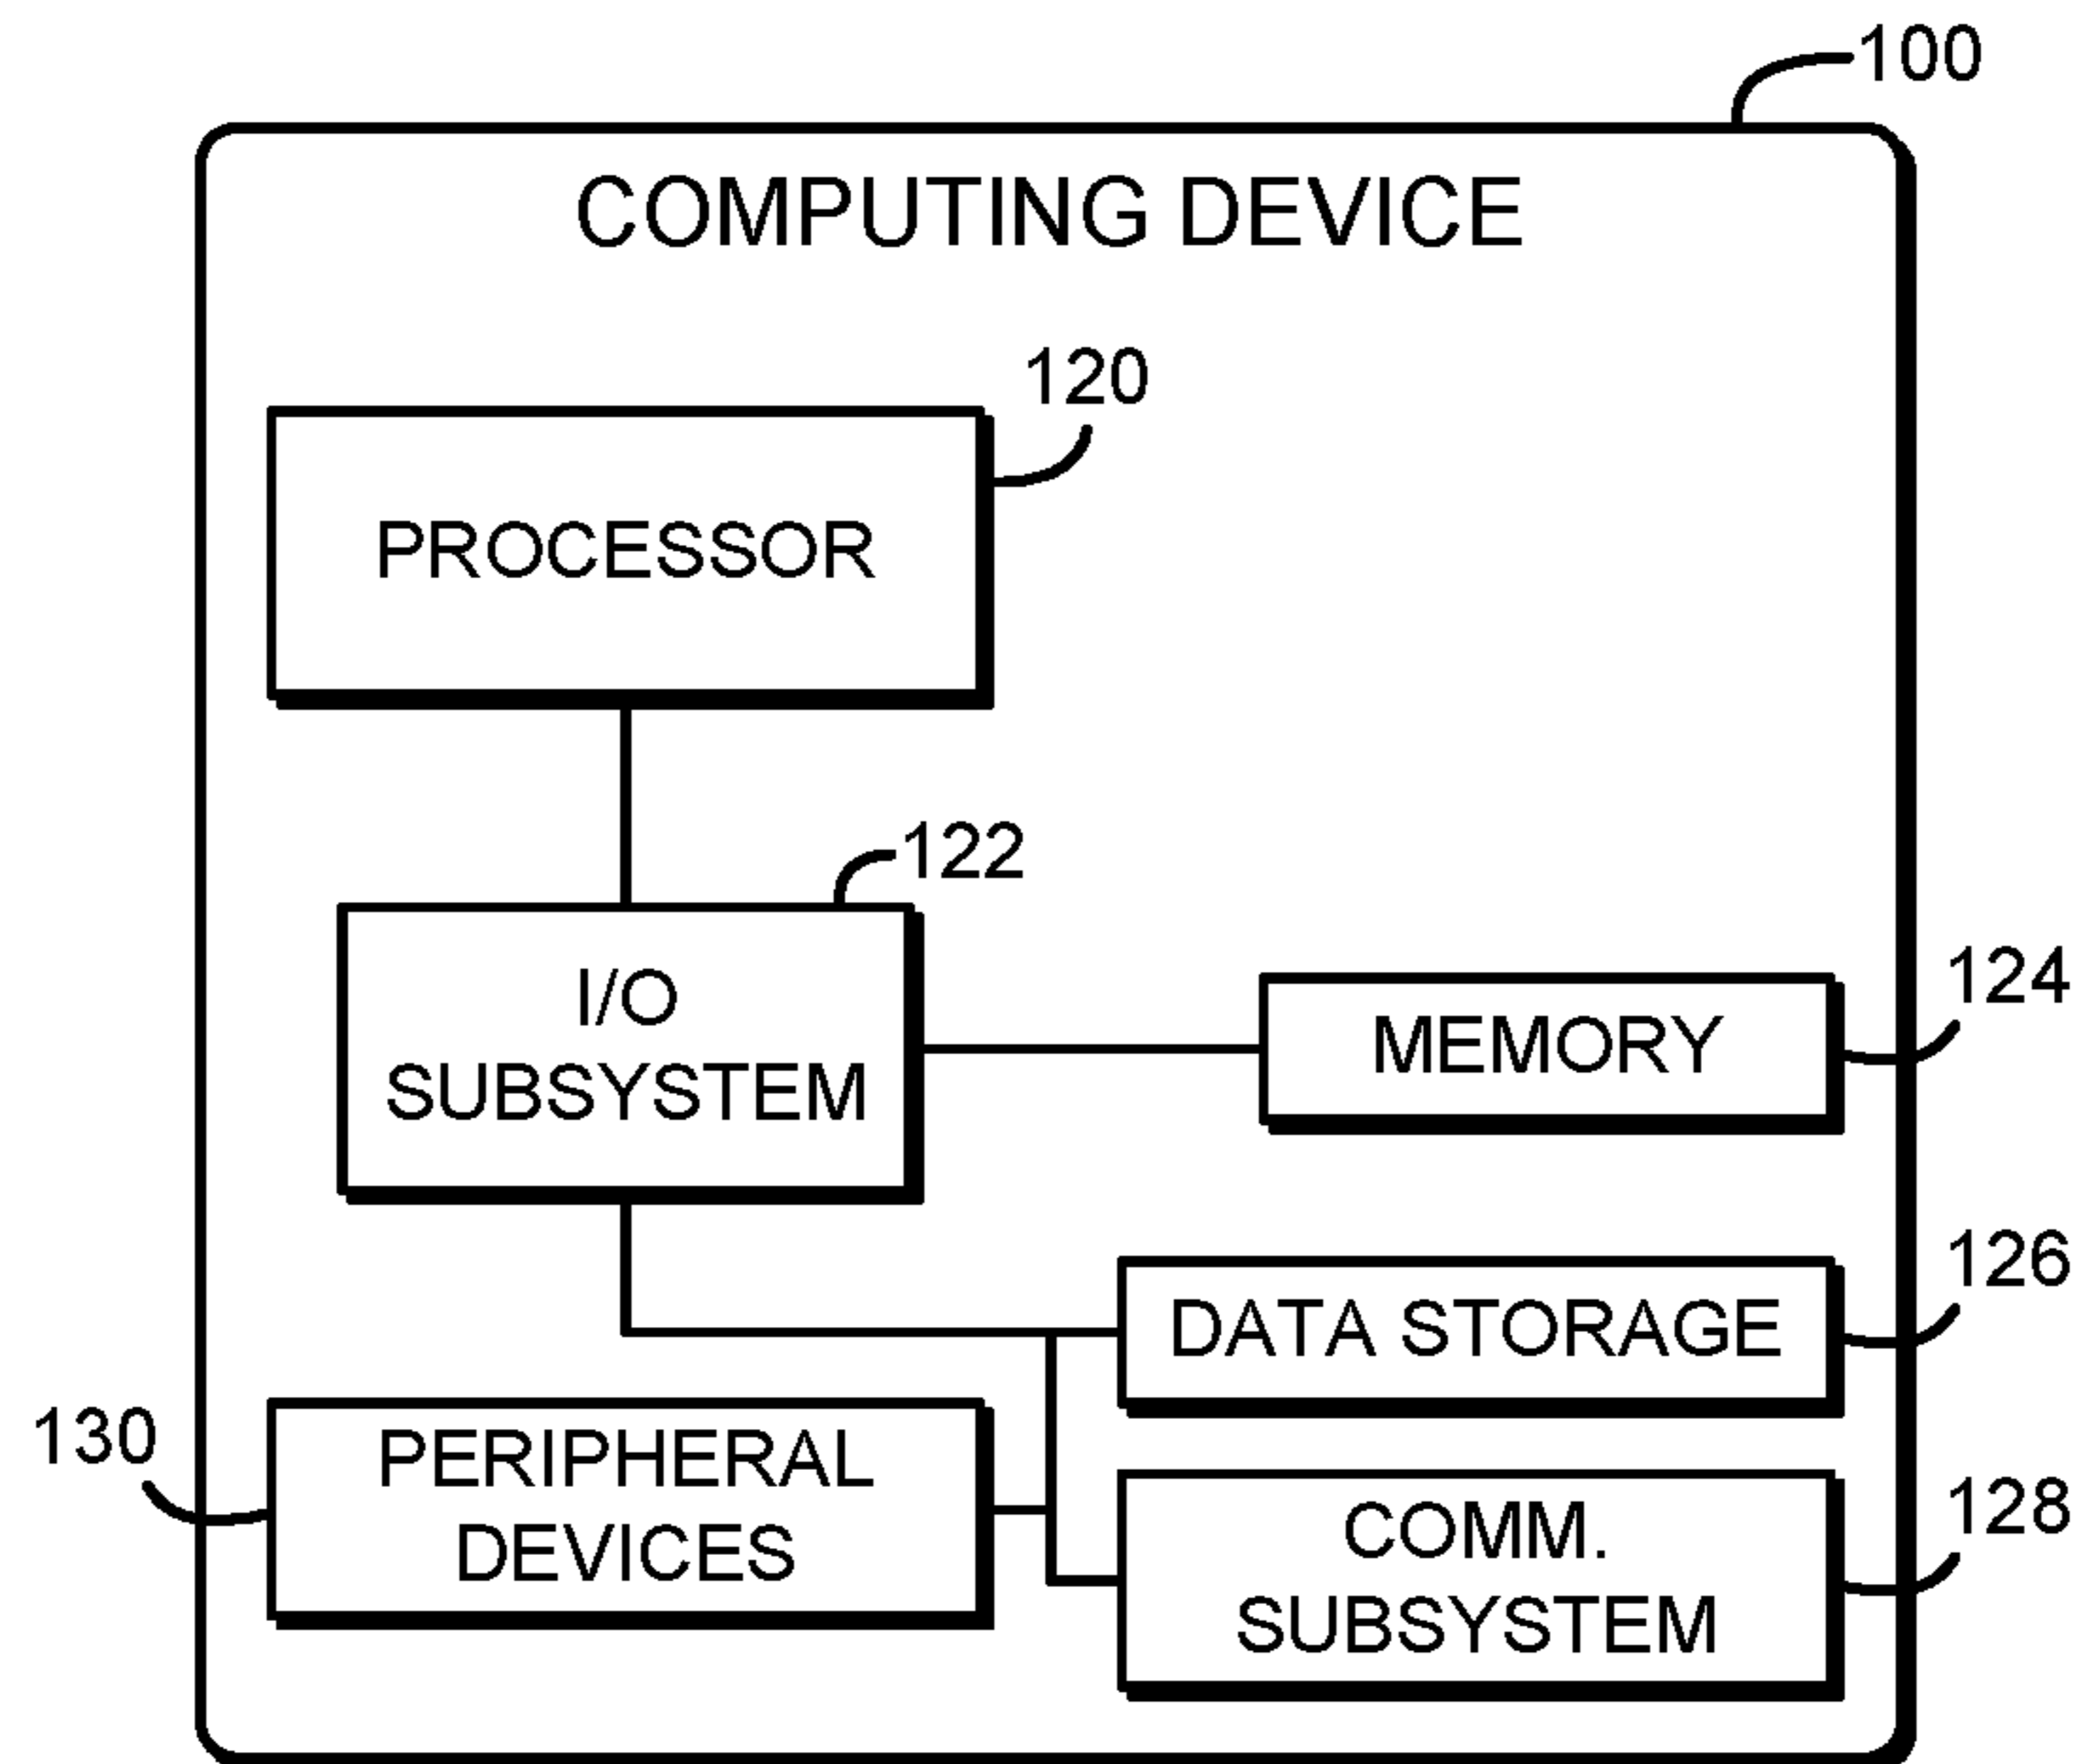 100
COMPUTING DEVICE
120
PROCESSOR
122
I/O
SUBSYSTEM
124
MEMORY
126
DATA STORAGE
130
PERIPHERAL
DEVICES
128
COMM.
SUBSYSTEM